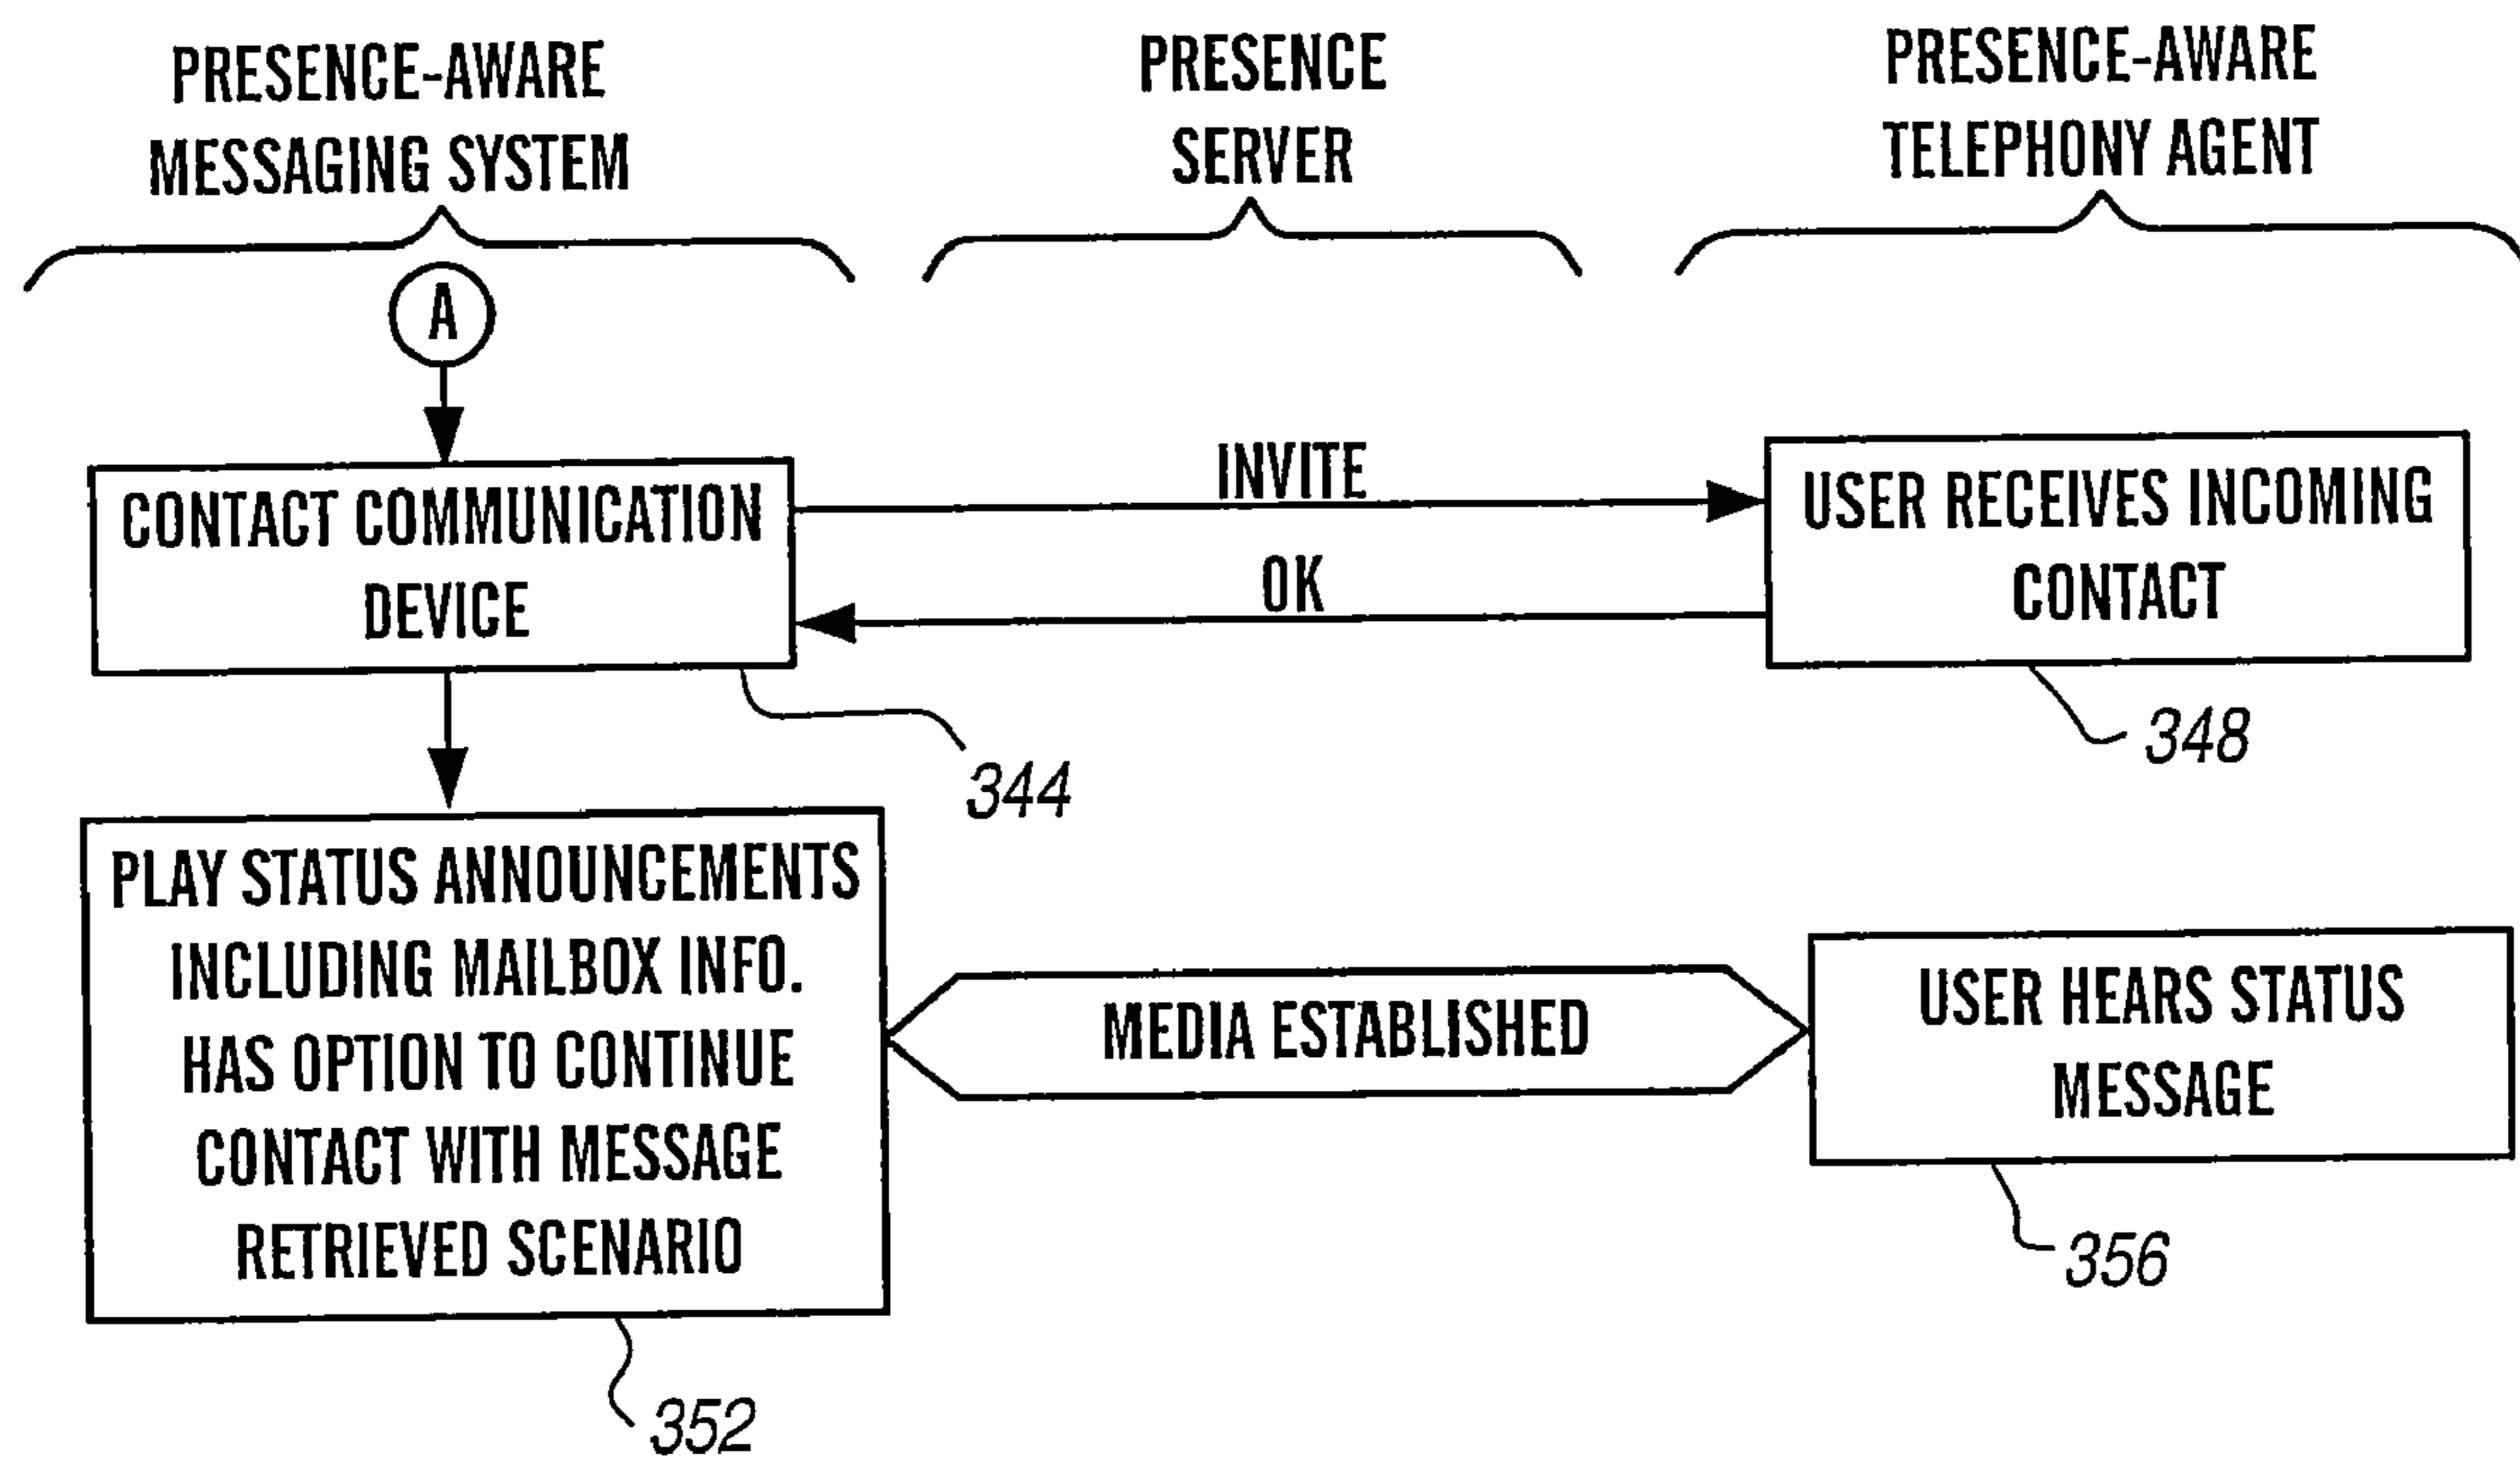 PRESENCE-AWARE
MESSAGING SYSTEM
PRESENCE
SERVER
PRESENCE-AWARE
TELEPHONY AGENT
A
CONTACT COMMUNICATION
DEVICE
344
INVITE
OK
USER RECEIVES INCOMING
CONTACT
348
PLAY STATUS ANNOUNCEMENTS
INCLUDING MAILBOX INFO.
HAS OPTION TO CONTINUE
CONTACT WITH MESSAGE
RETRIEVED SCENARIO
352
MEDIA ESTABLISHED
USER HEARS STATUS
MESSAGE
356